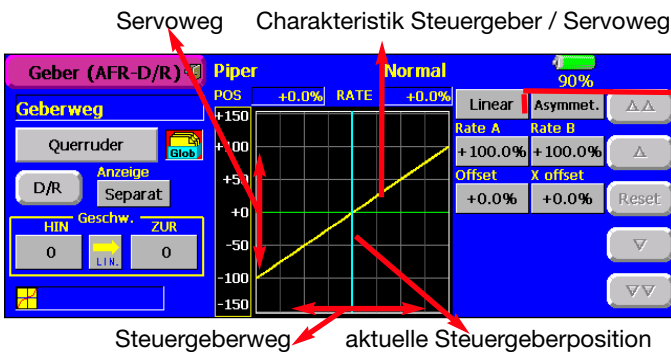 Servoweg
Charakteristik Steuergeber / Servoweg
Geber (AFR-D/R)
Piper
Normal
90%
Geberweg
POS +0.0% RATE +0.0%
Linear
Asymmet.
Querruder
Glob
Rate A
Rate B
+100.0%
+100.0%
Offset
X offset
+0.0%
+0.0%
Reset
D/R
Anzeige
Separat
HIN
Geschw.
ZUR
0
LIN.
0
+150
+100
+50
+0
-50
-100
-150
Steuergeberweg
aktuelle Steuergeberposition